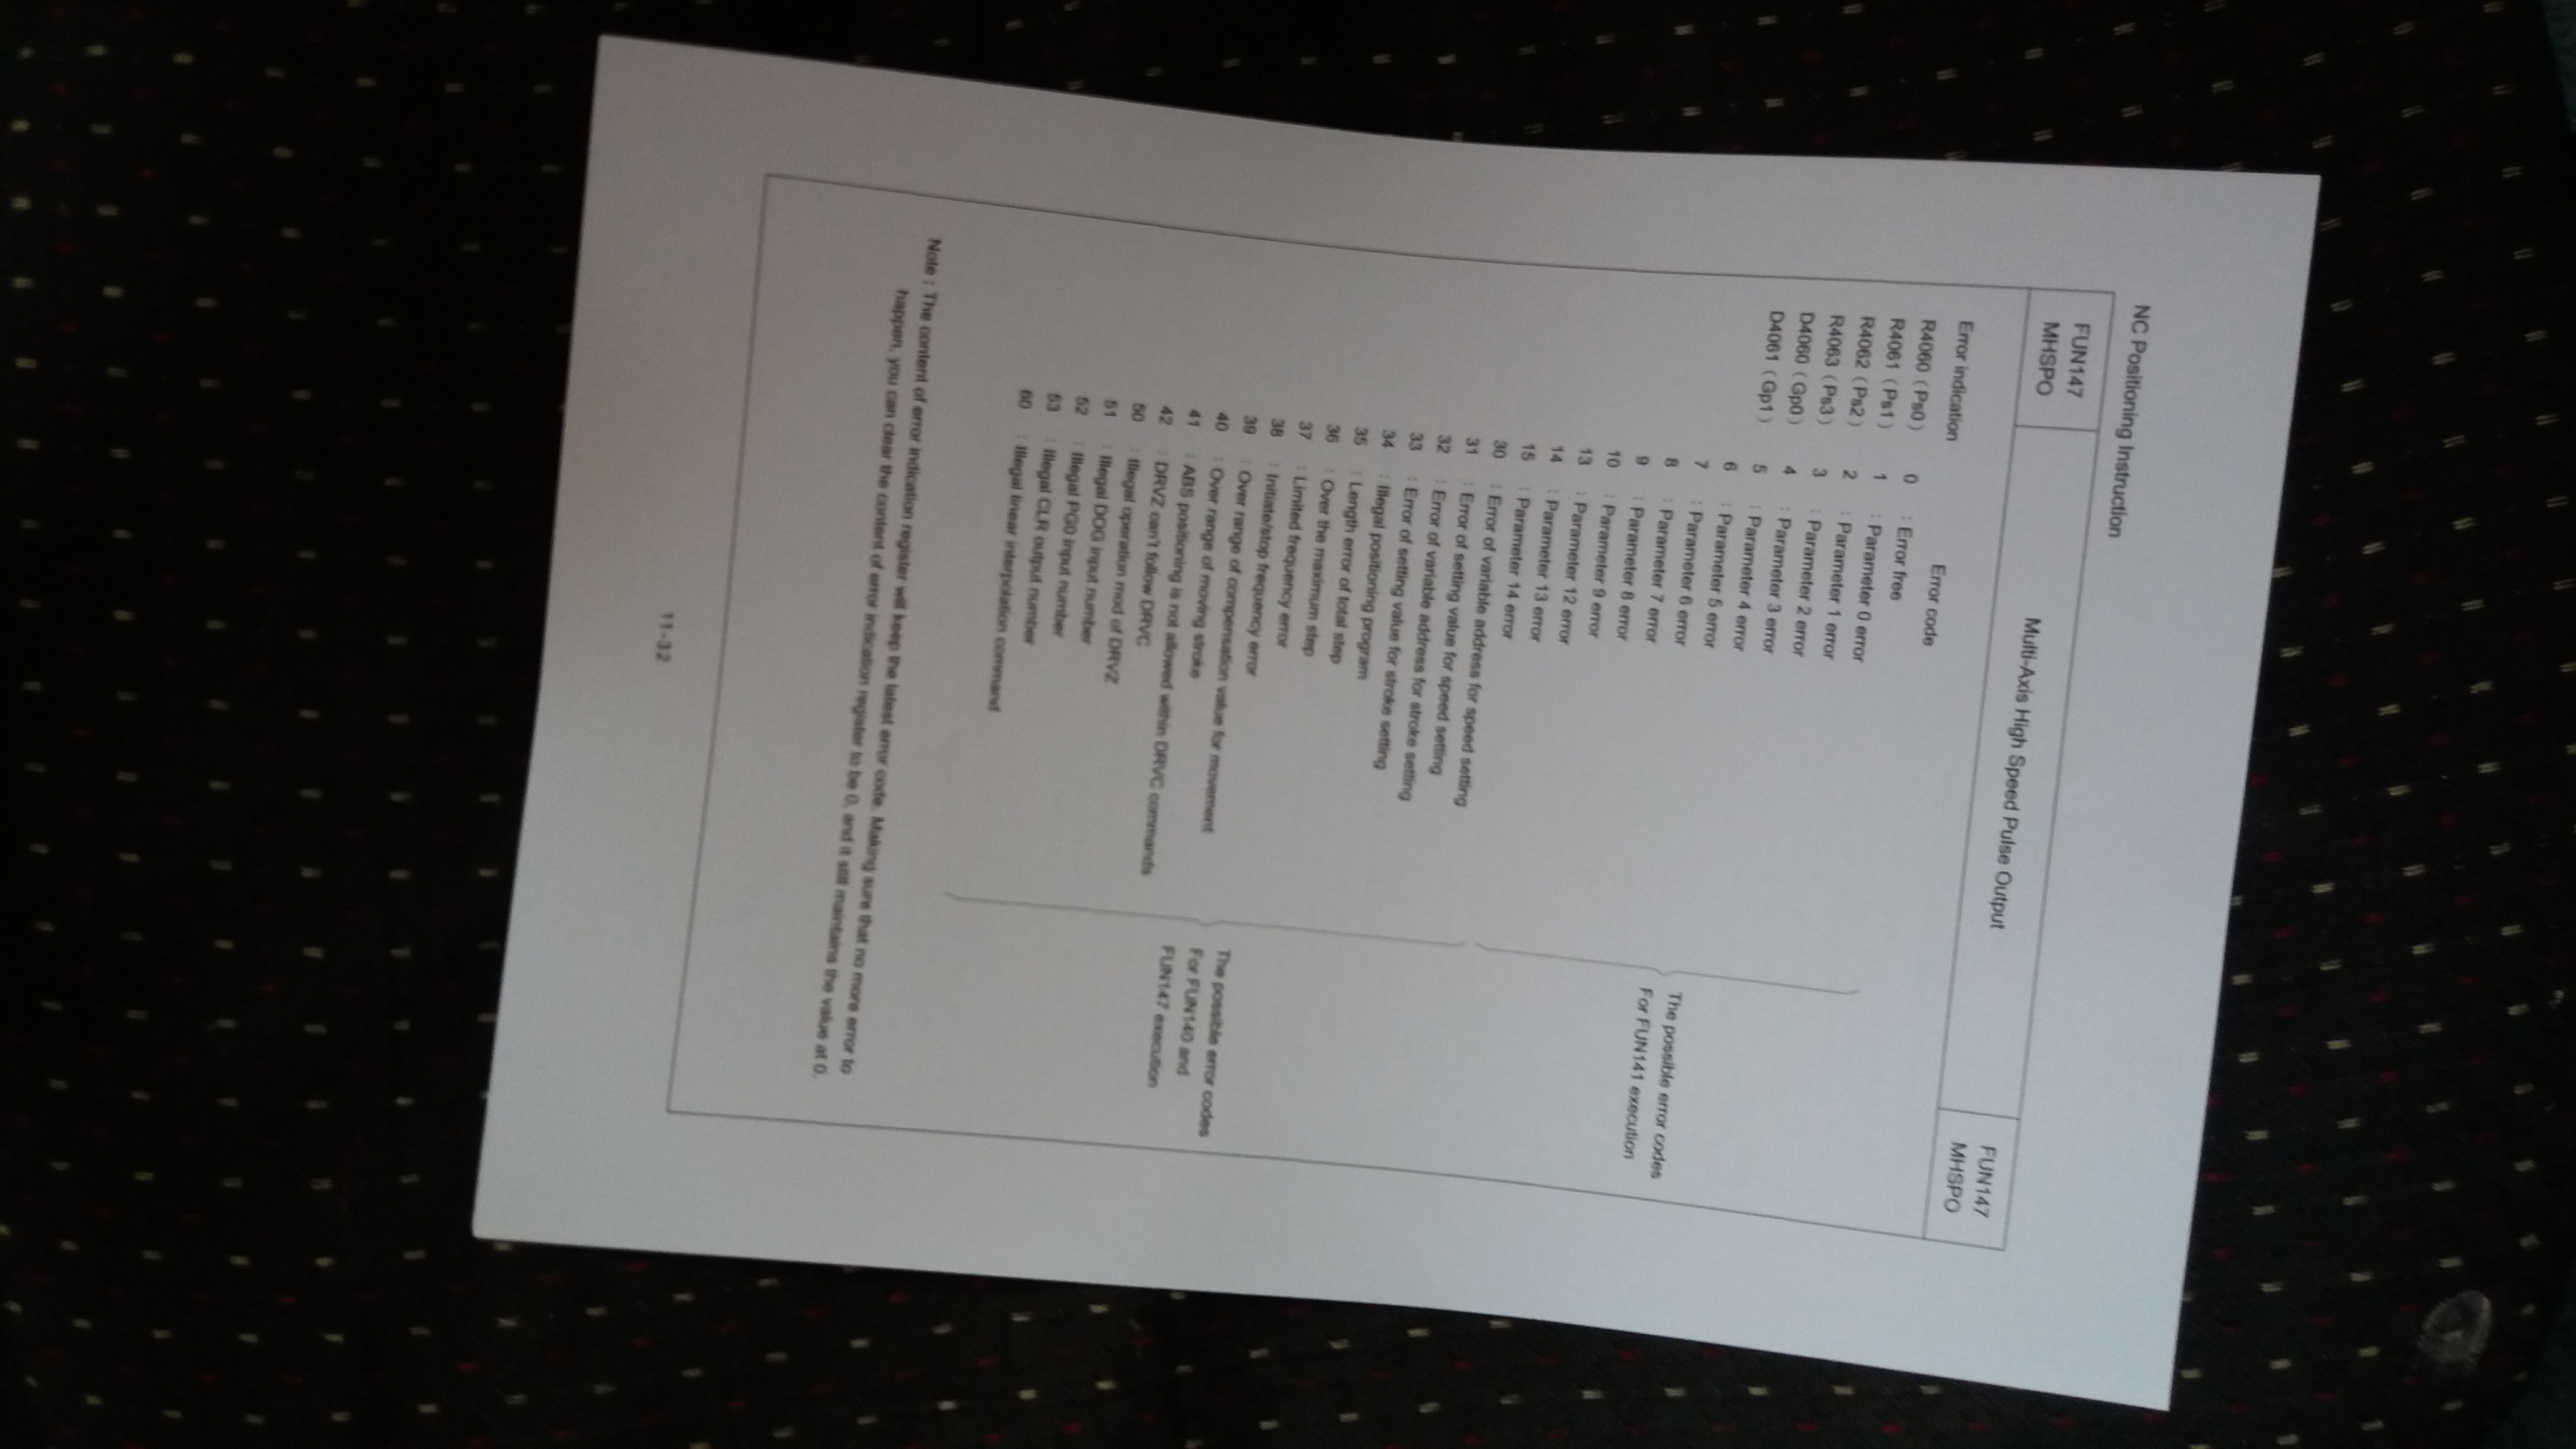 NC Positioning Instruction
FUN147
MHSPO
Multi-Axis High Speed Pulse Output
FUN147
MHSPO
Error indication Error code
R4060 (Ps0) 0 : Error free
R4061 (Ps1) 1 : Parameter 0 error
R4062 (Ps2) 2 : Parameter 1 error
R4063 (Ps3) 3 : Parameter 2 error
D4060 (Gp0) 4 : Parameter 3 error
D4061 (Gp1) 5 : Parameter 4 error
6 : Parameter 5 error
7 : Parameter 6 error
8 : Parameter 7 error
9 : Parameter 8 error
10 : Parameter 9 error
13 : Parameter 12 error
14 : Parameter 13 error
15 : Parameter 14 error
The possible error codes
For FUN141 execution
30 : Error of variable address for speed setting
31 : Error of setting value for speed setting
32 : Error of variable address for stroke setting
33 : Error of setting value for stroke setting
34 : Illegal positioning program
35 : Length error of total step
36 : Over the maximum step
37 : Limited frequency error
38 : Initiate/stop frequency error
39 : Over range of compensation value for movement
40 : Over range of moving stroke
41 : ABS positioning is not allowed within DRVC commands
42 : DRVZ can't follow DRVC
50 : Illegal operation mod of DRVZ
51 : Illegal DOG input number
52 : Illegal PG0 input number
53 : Illegal CLR output number
60 : Illegal linear interpolation command
The possible error codes
For FUN140 and
FUN147 execution
Note : The content of error indication register will keep the latest error code. Making sure that no more error to
happen, you can clear the content of error indication register to be 0, and it still maintains the value at 0.
11-32